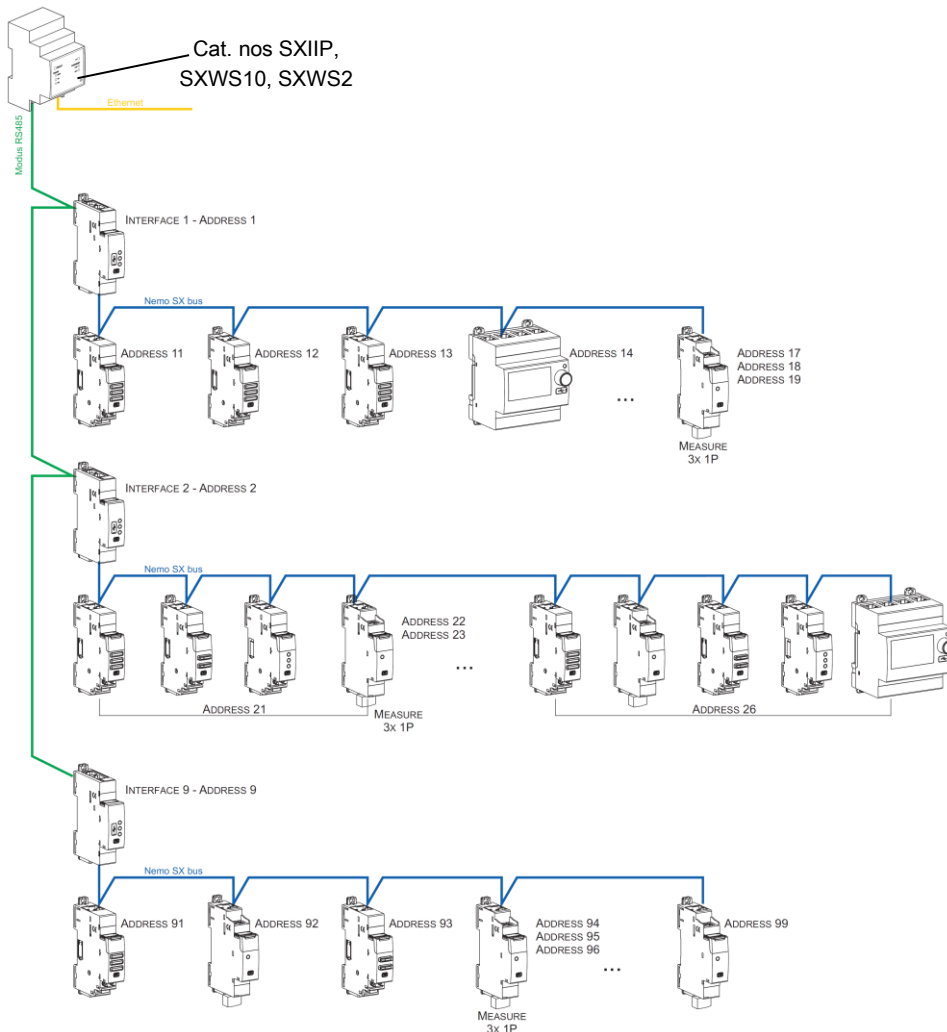 Cat. nos SXIIP,
SXWS10, SXWS2
Ethernet
Modus RS485
INTERFACE 1 - ADDRESS 1
Nemo SX bus
ADDRESS 11
ADDRESS 12
ADDRESS 13
ADDRESS 14
ADDRESS 17
ADDRESS 18
ADDRESS 19
...
MEASURE
3X 1P
INTERFACE 2 - ADDRESS 2
Nemo SX bus
ADDRESS 22
ADDRESS 23
...
ADDRESS 21
MEASURE
3X 1P
ADDRESS 26
INTERFACE 9 - ADDRESS 9
Nemo SX bus
ADDRESS 91
ADDRESS 92
ADDRESS 93
ADDRESS 94
ADDRESS 95
ADDRESS 96
ADDRESS 99
...
MEASURE
3X 1P